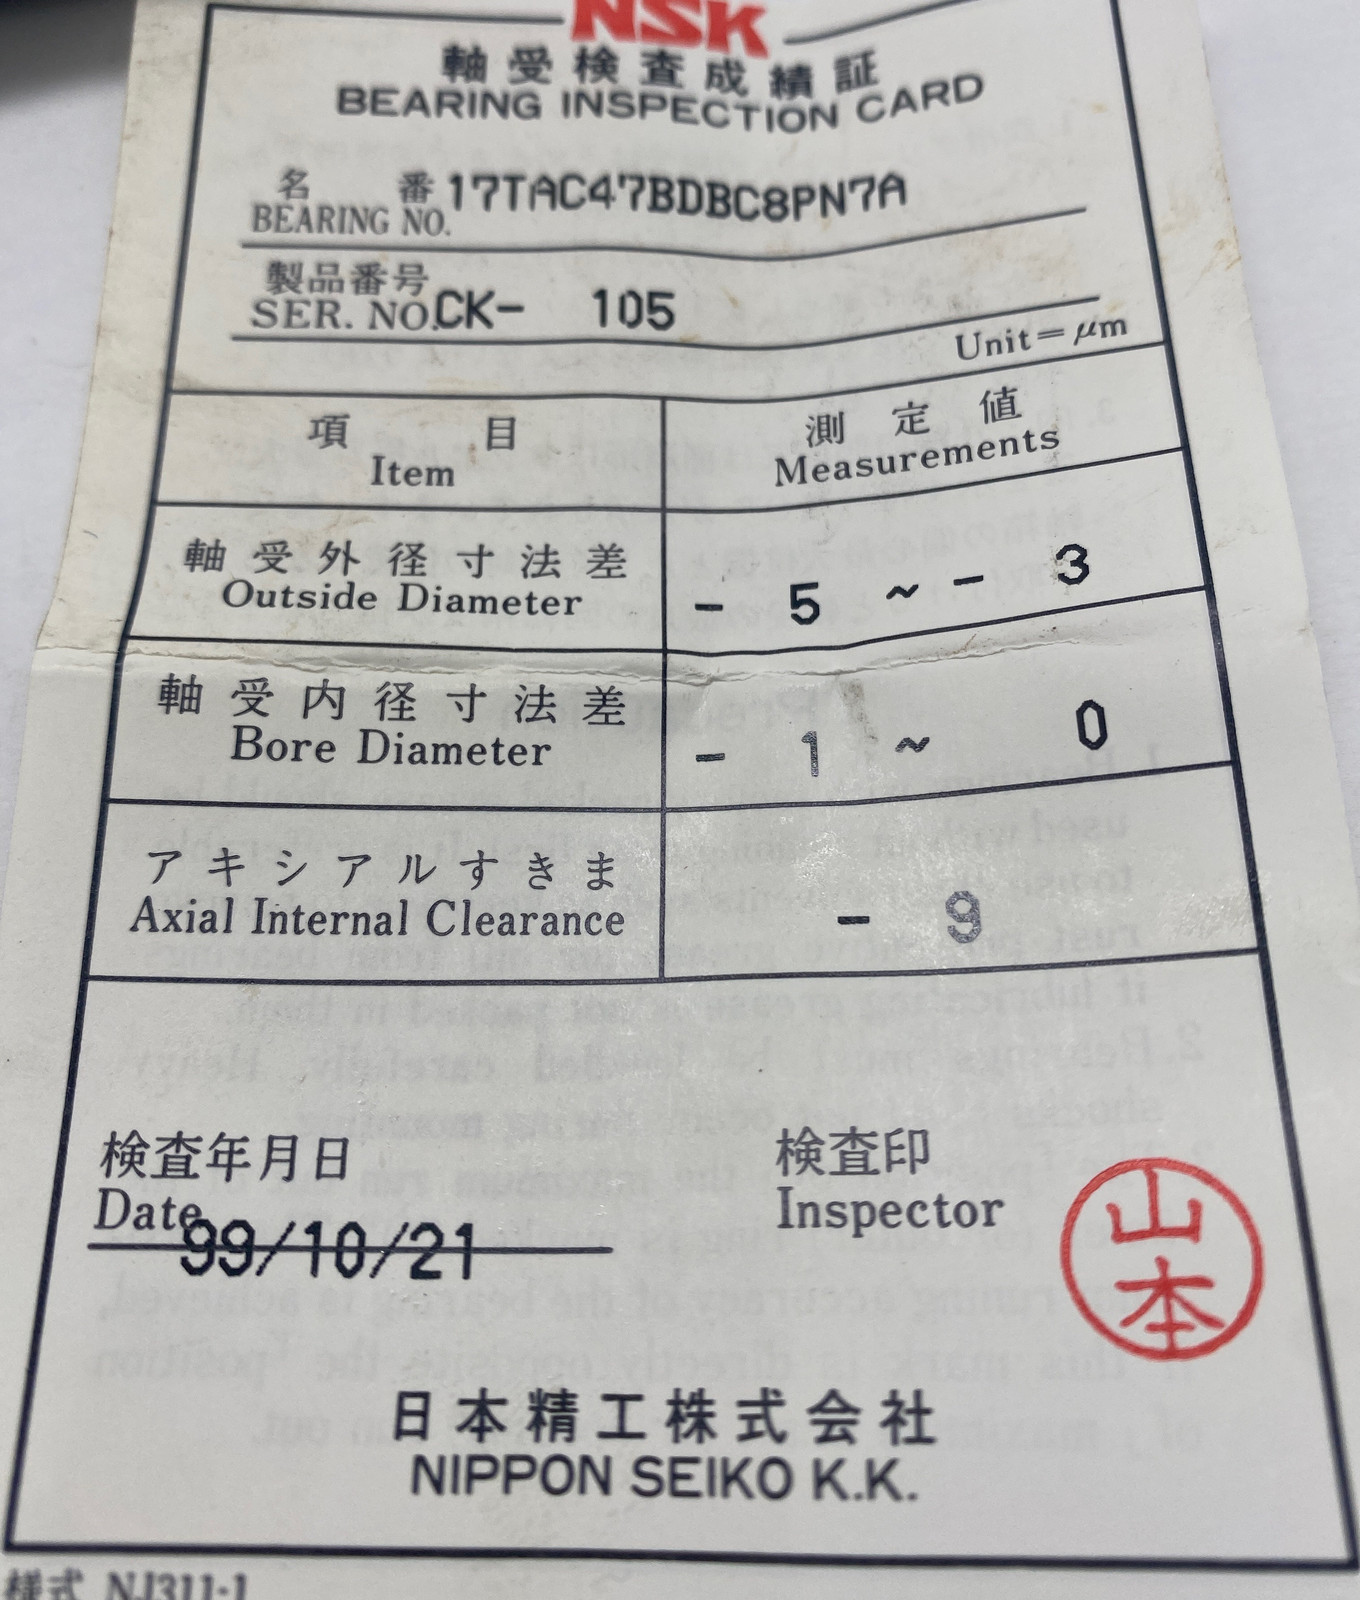 NSK
軸受検査成績証
BEARING INSPECTION CARD
名 番 17TAC47BDBC8PN7A
BEARING NO.
製品番号
SER. NO. CK- 105
Unit=μm
項 目 測 定 値
Item Measurements
軸受外径寸法差
Outside Diameter - 5 ~ - 3
軸受内径寸法差
Bore Diameter - 1 ~ 0
アキシアルすきま
Axial Internal Clearance - 9
検査年月日 検査印
Date 99/10/21 Inspector
山本
日本精工株式会社
NIPPON SEIKO K.K.
様式 NJ311-1